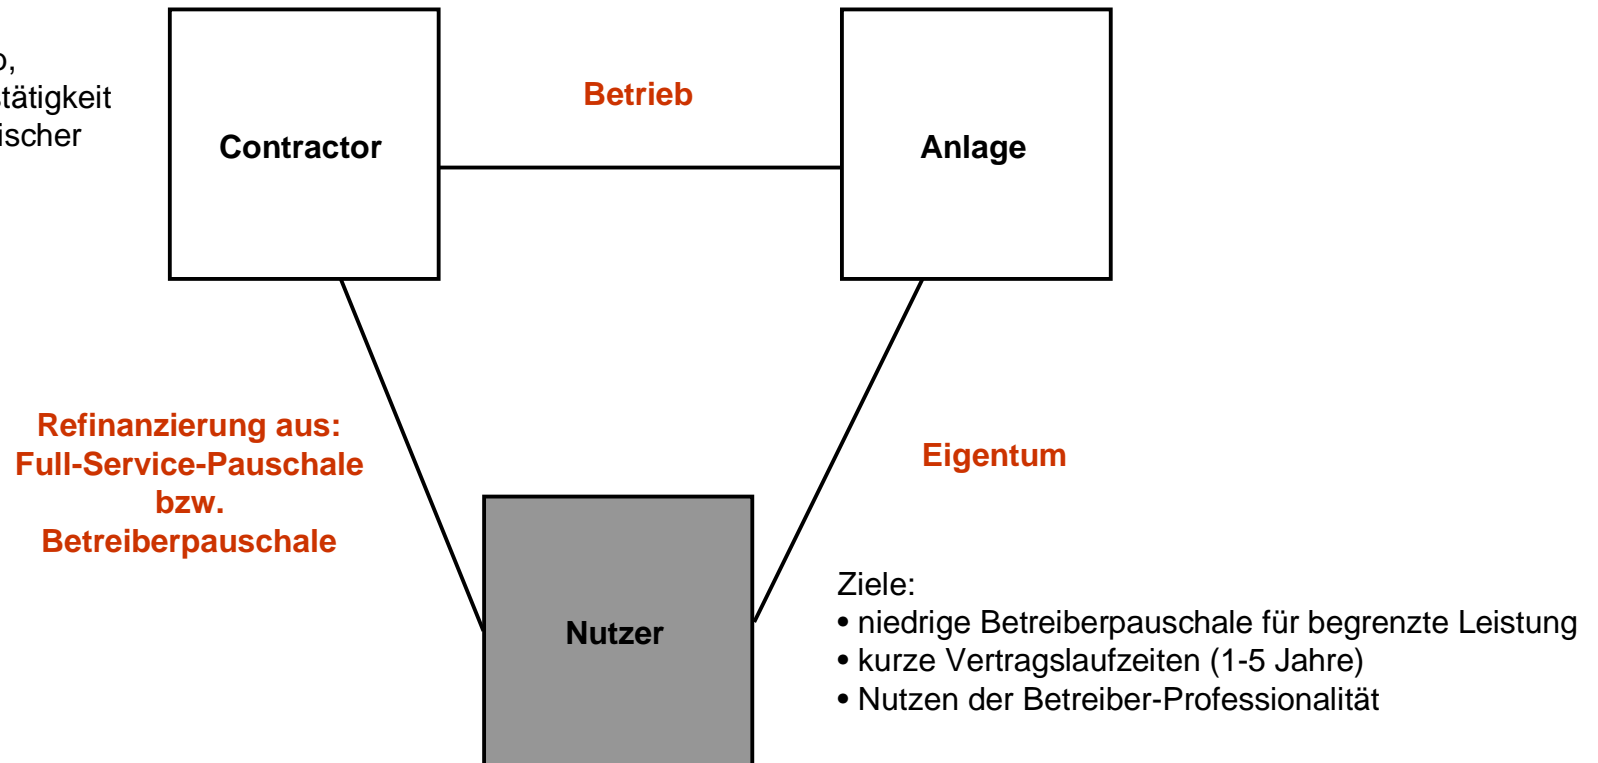 tätigkeit
Contractor
Betrieb
Anlage
Refinanzierung aus:
Full-Service-Pauschale
bzw.
Betreiberpauschale
Eigentum
Nutzer
Ziele:
• niedrige Betreiberpauschale für begrenzte Leistung
• kurze Vertragslaufzeiten (1-5 Jahre)
• Nutzen der Betreiber-Professionalität